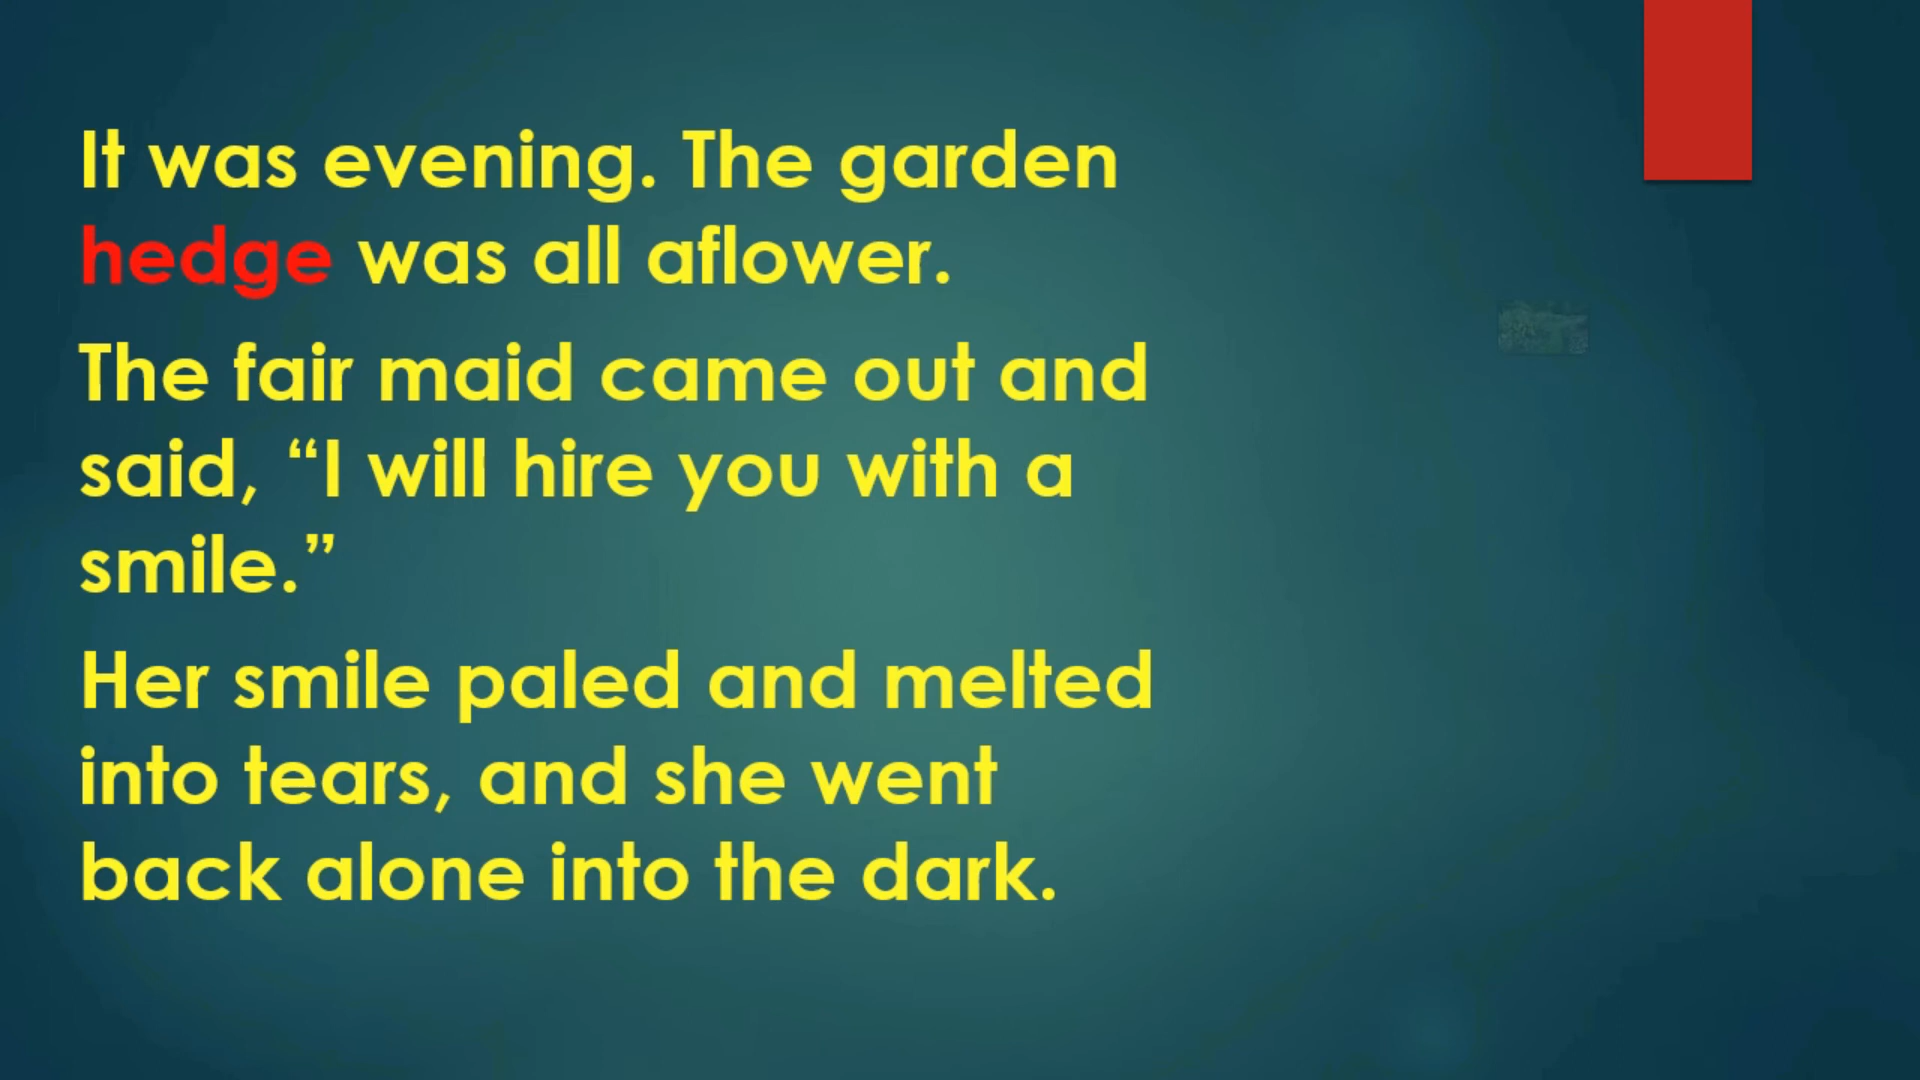 It was evening. The garden
hedge was all aflower.
The fair maid came out and
said, “I will hire you with a
smile.”
Her smile paled and melted
into tears, and she went
back alone into the dark.